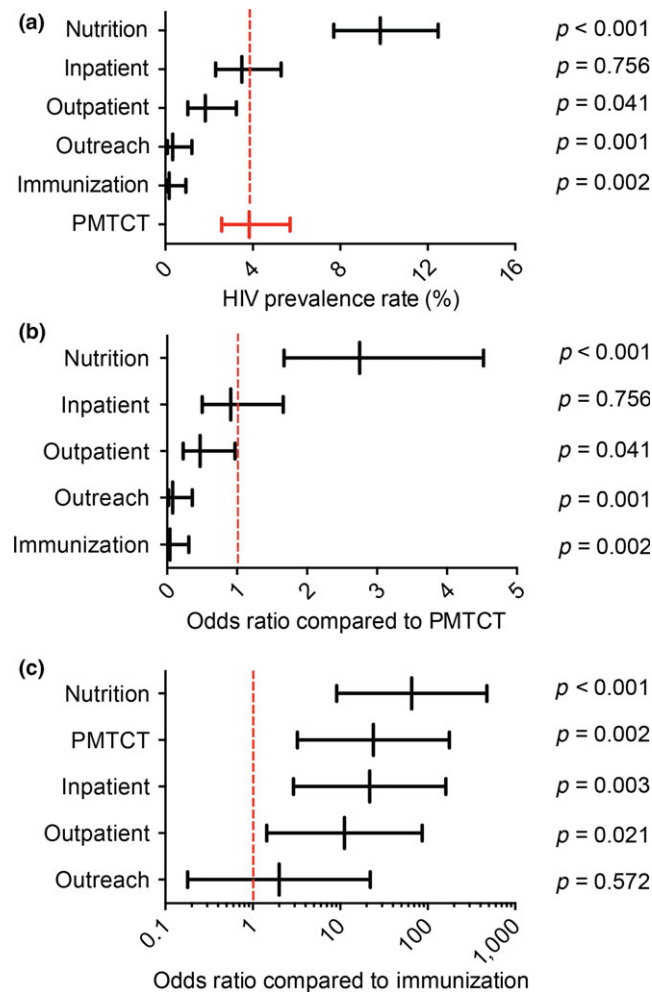 (a)
Nutrition p < 0.001
Inpatient p = 0.756
Outpatient p = 0.041
Outreach p = 0.001
Immunization p = 0.002
PMTCT
0 4 8 12 16
HIV prevalence rate (%)
(b)
Nutrition p < 0.001
Inpatient p = 0.756
Outpatient p = 0.041
Outreach p = 0.001
Immunization p = 0.002
0 1 2 3 4 5
Odds ratio compared to PMTCT
(c)
Nutrition p < 0.001
PMTCT p = 0.002
Inpatient p = 0.003
Outpatient p = 0.021
Outreach p = 0.572
0.1 1 10 100 1,000
Odds ratio compared to immunization